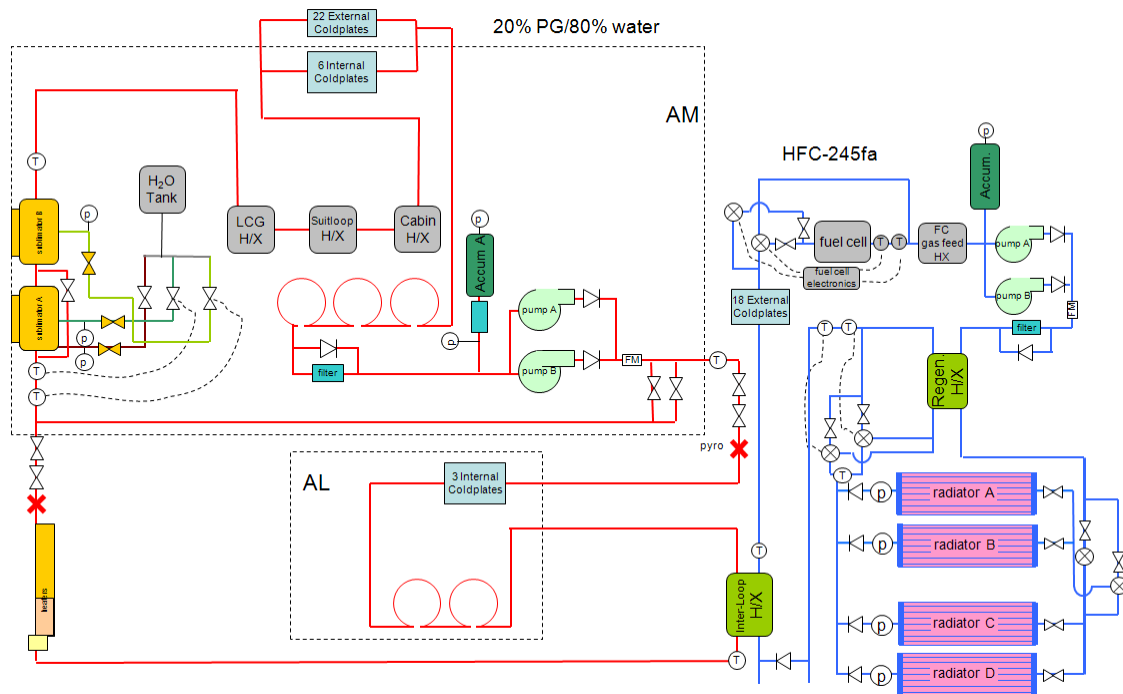 22 External
Coldplates
20% PG/80% water
6 Internal
Coldplates
AM
p
HFC-245fa
Accum.
T
H2O
Tank
p
p
sublimator B
LCG
H/X
Suitloop
H/X
Cabin
H/X
fuel cell
T
T
FC
gas feed
HX
pump A
Accum A
fuel cell
electronics
pump B
sublimator A
18 External
Coldplates
pump A
FM
p
p
p
T
T
filter
T
T
filter
pump B
FM
T
Regen.
H/X
pyro
AL
3 Internal
Coldplates
T
p
radiator A
p
radiator B
T
heaters
Inter-Loop
H/X
p
radiator C
T
p
radiator D